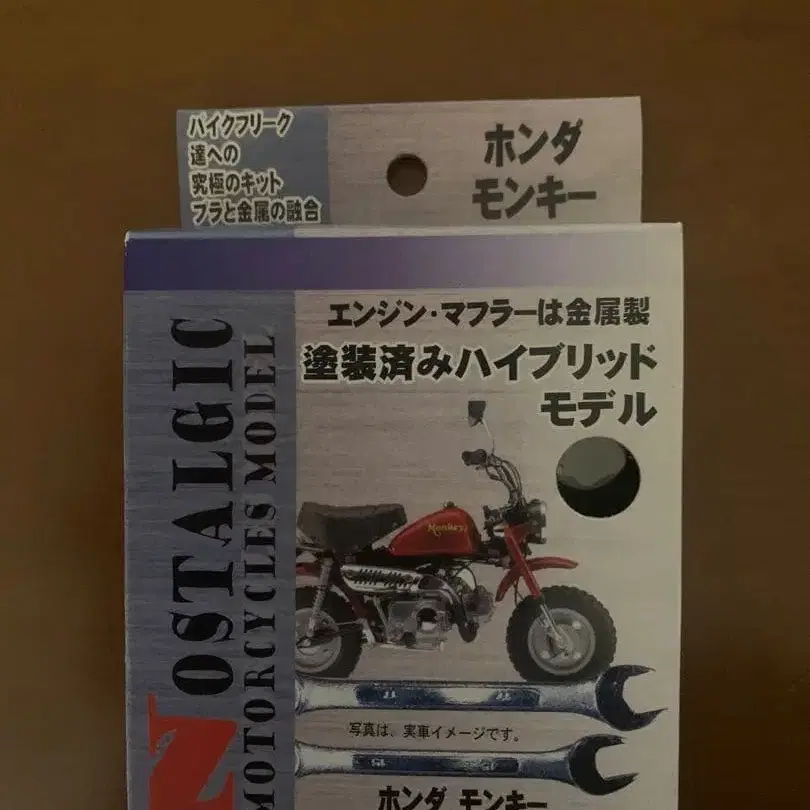 バイクフリーク
達への
究極のキット
プラと金属の融合
ホンダ
モンキー
エンジン・マフラーは金属製
塗装済みハイブリッド
モデル
NOSTALGIC
MOTORCYCLES MODEL
Monkey
11
17
写真は、実車イメージです。
15
ホンダ モンキー